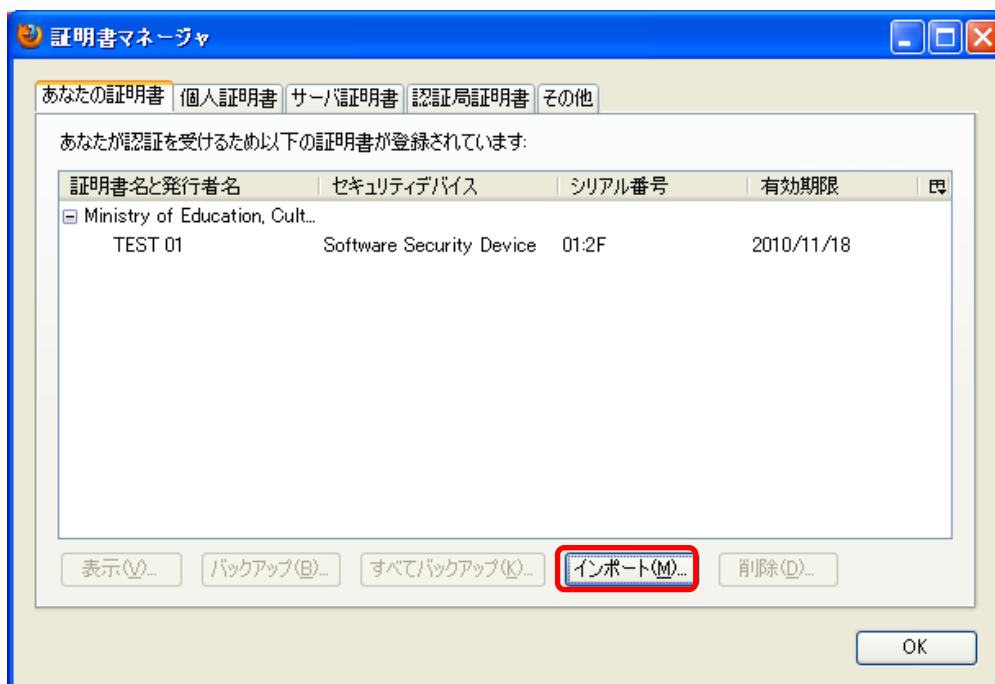 証明書マネージャ
あなたの証明書 個人証明書 サーバ証明書 認証局証明書 その他
あなたが認証を受けるため以下の証明書が登録されています:
証明書名と発行者名 セキュリティデバイス シリアル番号 有効期限
Ministry of Education, Cult...
TEST 01 Software Security Device 01:2F 2010/11/18
表示(V)... バックアップ(B)... すべてバックアップ(K)... インポート(M)... 削除(D)...
OK